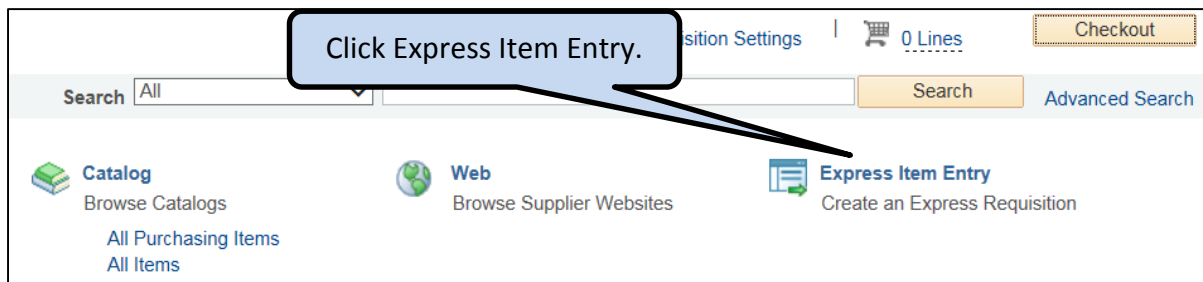 Click Express Item Entry.
Settings | 0 Lines Checkout
Search All Search Advanced Search
Catalog Web Express Item Entry
Browse Catalogs Browse Supplier Websites Create an Express Requisition
All Purchasing Items
All Items